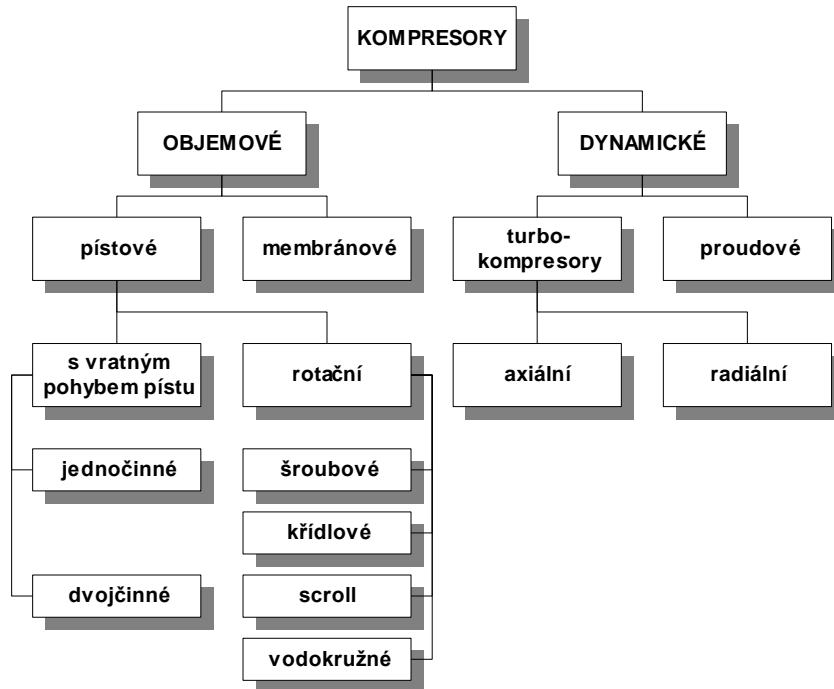 KOMPRESORY
OBJEMOVÉ
DYNAMICKÉ
pístové
membránové
turbo-
kompresory
proudové
s vratným
pohybem pístu
rotační
axiální
radiální
jednočinné
šroubové
křídlové
dvojčinné
scroll
vodokružné